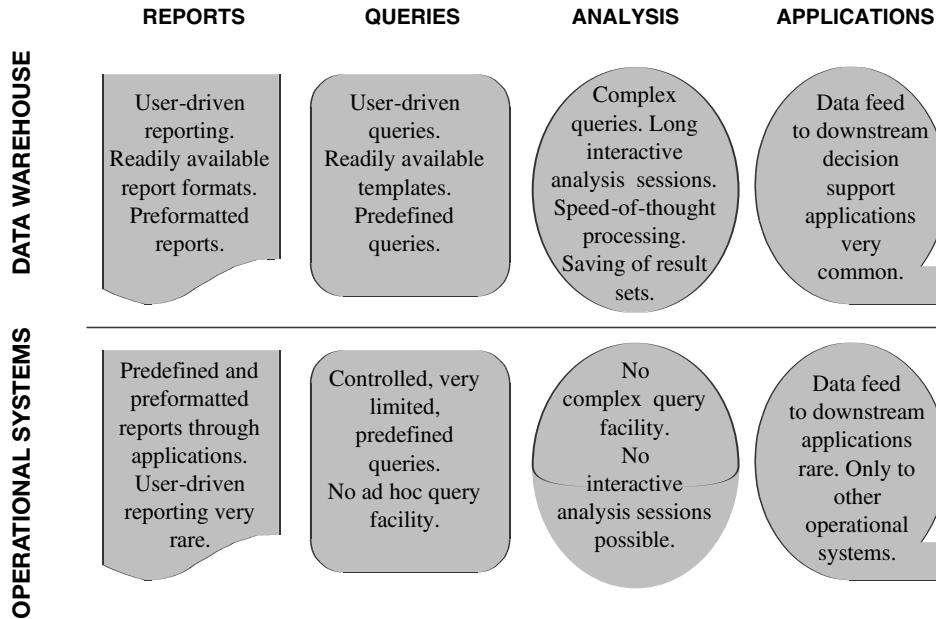 REPORTS
QUERIES
ANALYSIS
APPLICATIONS
DATA WAREHOUSE
User-driven
reporting.
Readily available
report formats.
Preformatted
reports.
User-driven
queries.
Readily available
templates.
Predefined
queries.
Complex
queries. Long
interactive
analysis sessions.
Speed-of-thought
processing.
Saving of result
sets.
Data feed
to downstream
decision
support
applications
very
common.
OPERATIONAL SYSTEMS
Predefined and
preformatted
reports through
applications.
User-driven
reporting very
rare.
Controlled, very
limited,
predefined
queries.
No ad hoc query
facility.
No
complex query
facility.
No
interactive
analysis sessions
possible.
Data feed
to downstream
applications
rare. Only to
other
operational
systems.